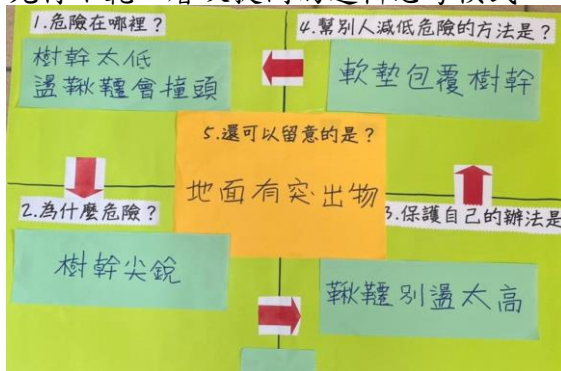 1.危險在哪裡？
樹幹太低
盪鞦韆會撞頭
4.幫別人減低危險的方法是？
軟墊包覆樹幹
5.還可以留意的是？
地面有突出物
2.為什麼危險？
樹幹尖銳
3.保護自己的辦法是
鞦韆別盪太高